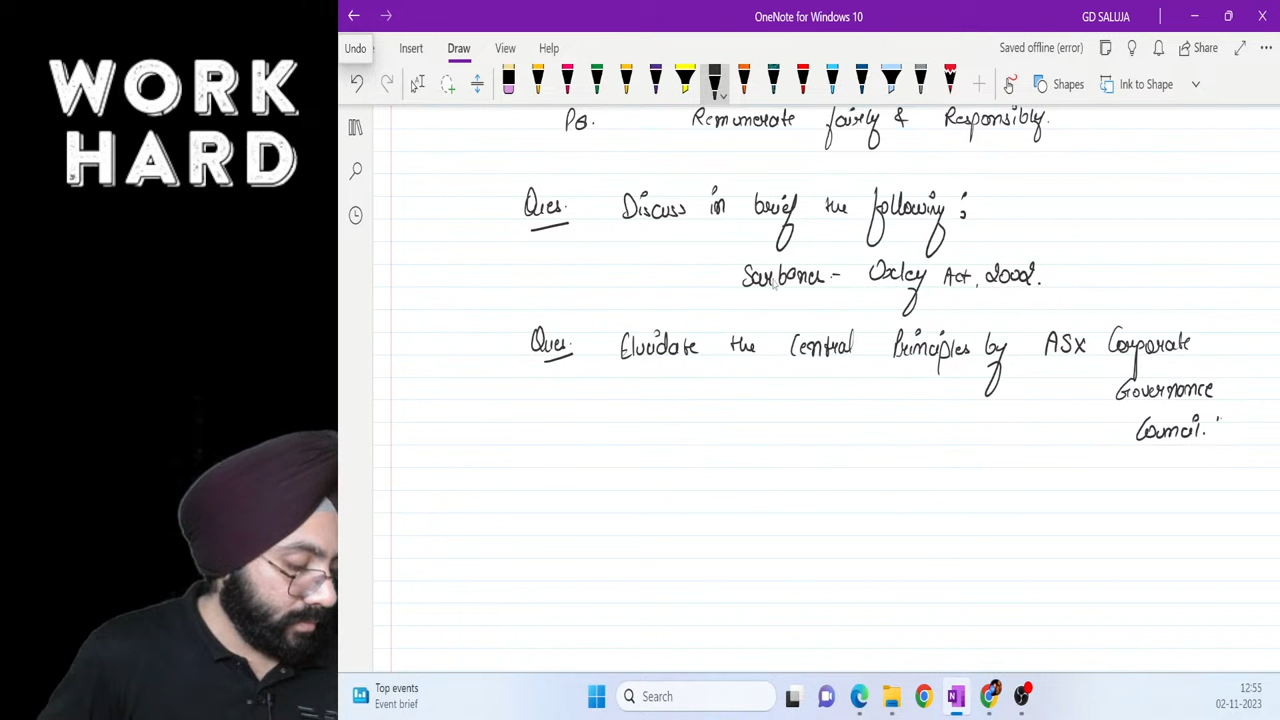 WORK
HARD
OneNote for Windows 10
GD SALUJA
Undo
Insert
Draw
View
Help
Saved offline (error)
Share
Shapes
Ink to Shape
P8. Remunerate fairly & Responsibly.
Ques. Discuss in brief the following :
Sarbanes - Oxley Act, 2002.
Ques. Elucidate the Central Principles by ASX Corporate
Governance
Council.
Top events
Event brief
Search
12:55
02-11-2023